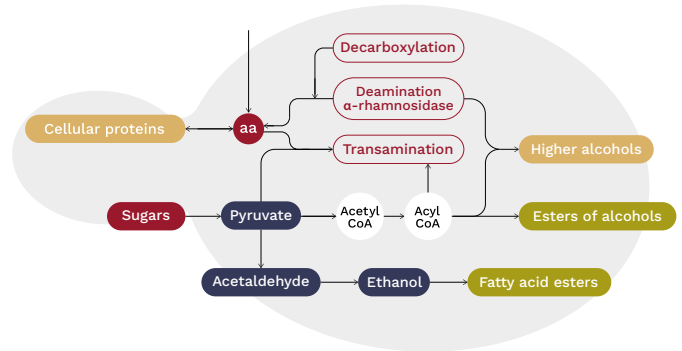 Decarboxylation
Deamination
α-rhamnosidase
Cellular proteins
aa
Transamination
Higher alcohols
Sugars
Pyruvate
Acetyl
CoA
Acyl
CoA
Esters of alcohols
Acetaldehyde
Ethanol
Fatty acid esters